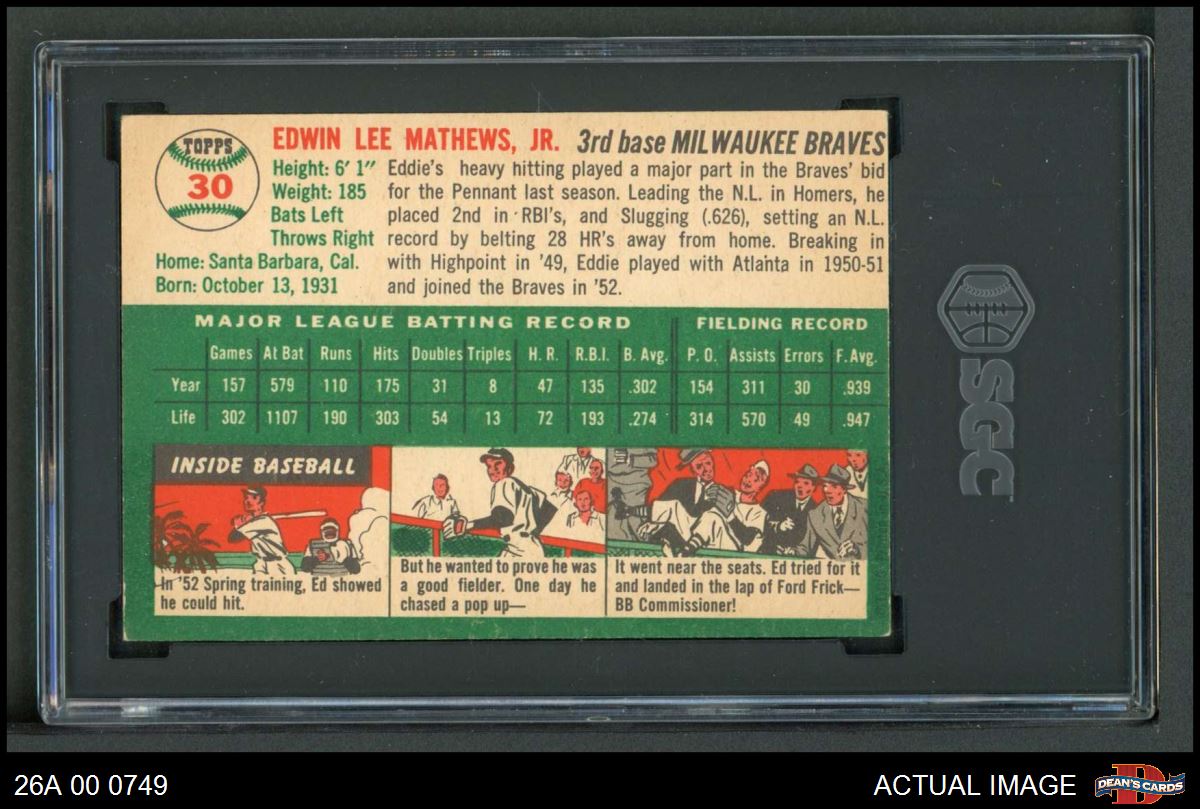 TOPPS
30
EDWIN LEE MATHEWS, JR. 3rd base MILWAUKEE BRAVES
Height: 6' 1"
Weight: 185
Bats Left
Throws Right
Home: Santa Barbara, Cal.
Born: October 13, 1931
Eddie's heavy hitting played a major part in the Braves' bid
for the Pennant last season. Leading the N.L. in Homers, he
placed 2nd in RBI's, and Slugging (.626), setting an N.L.
record by belting 28 HR's away from home. Breaking in
with Highpoint in '49, Eddie played with Atlanta in 1950-51
and joined the Braves in '52.
MAJOR LEAGUE BATTING RECORD FIELDING RECORD
Games At Bat Runs Hits Doubles Triples H. R. R.B.I. B. Avg. P. O. Assists Errors F. Avg.
Year 157 579 110 175 31 8 47 135 .302 154 311 30 .939
Life 302 1107 190 303 54 13 72 193 .274 314 570 49 .947
INSIDE BASEBALL
In '52 Spring training, Ed showed
he could hit.
But he wanted to prove he was
a good fielder. One day he
chased a pop up—
It went near the seats. Ed tried for it
and landed in the lap of Ford Frick—
BB Commissioner!
SGC
26A 00 0749
ACTUAL IMAGE
D
DEAN'S CARDS